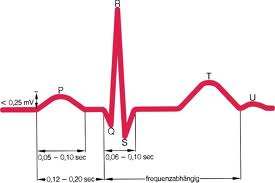 R
P
T
U
< 0,25 mV
Q
S
0,05 – 0,10 sec
0,06 – 0,10 sec
0,12 – 0,20 sec
frequenzabhängig